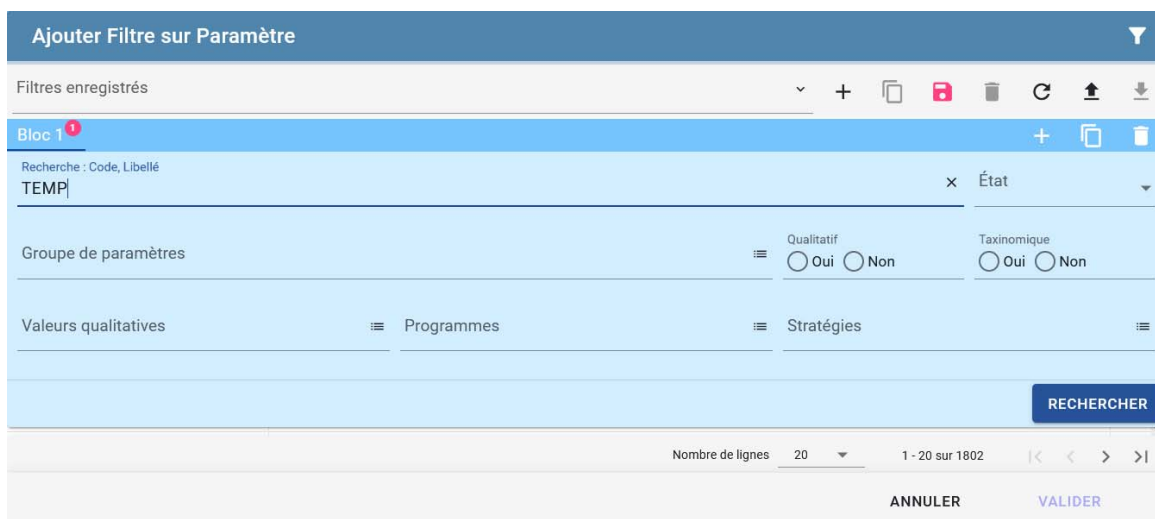 Ajouter Filtre sur Paramètre
Filtres enregistrés
Bloc 1 1
Recherche : Code, Libellé
TEMP
État
Groupe de paramètres
Qualitatif
Oui Non
Taxinomique
Oui Non
Valeurs qualitatives
Programmes
Stratégies
RECHERCHER
Nombre de lignes 20 1 - 20 sur 1802
ANNULER VALIDER